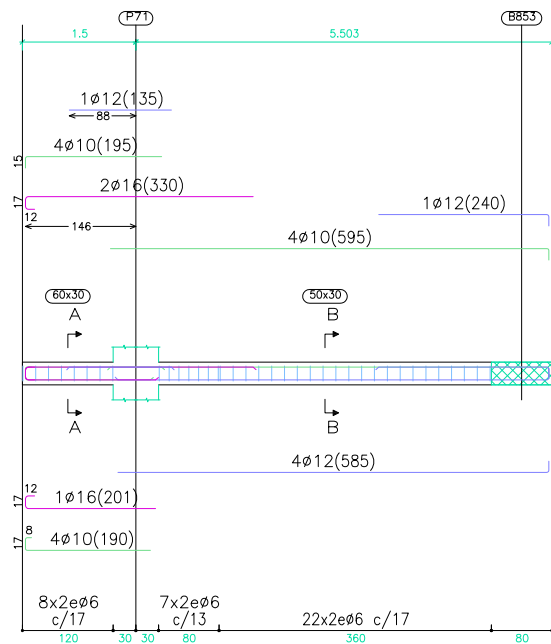 P71
B853
1.5
5.503
1ø12(135)
88
4ø10(195)
15
2ø16(330)
17
12
1ø12(240)
146
4ø10(595)
60x30
50x30
A
B
A
B
4ø12(585)
12
1ø16(201)
17
8
4ø10(190)
17
8x2eø6
c/17
7x2eø6
c/13
22x2eø6 c/17
120
30
30
80
360
80